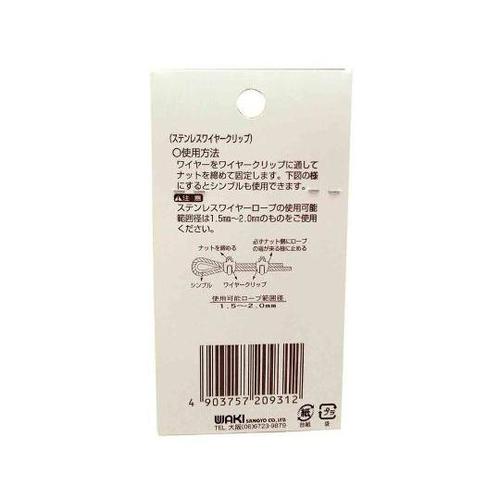 (ステンレスワイヤークリップ)
○使用方法
ワイヤーをワイヤークリップに通して
ナットを締めて固定します。下図の様
にするとシンブルも使用できます。
注意
ステンレスワイヤーロープの使用可能
範囲径は1.5㎜〜2.0㎜のものをご使用
ください。
ナットを締める
必ずナット側にロープ
の端が来る様に止める
シンブル
ワイヤークリップ
使用可能ロープ範囲径
1.5〜2.0㎜
4 903757 209312
WAKI SANGYO CO.,LTD.
TEL 大阪(06)6723-9879
紙
台紙
プラ
袋